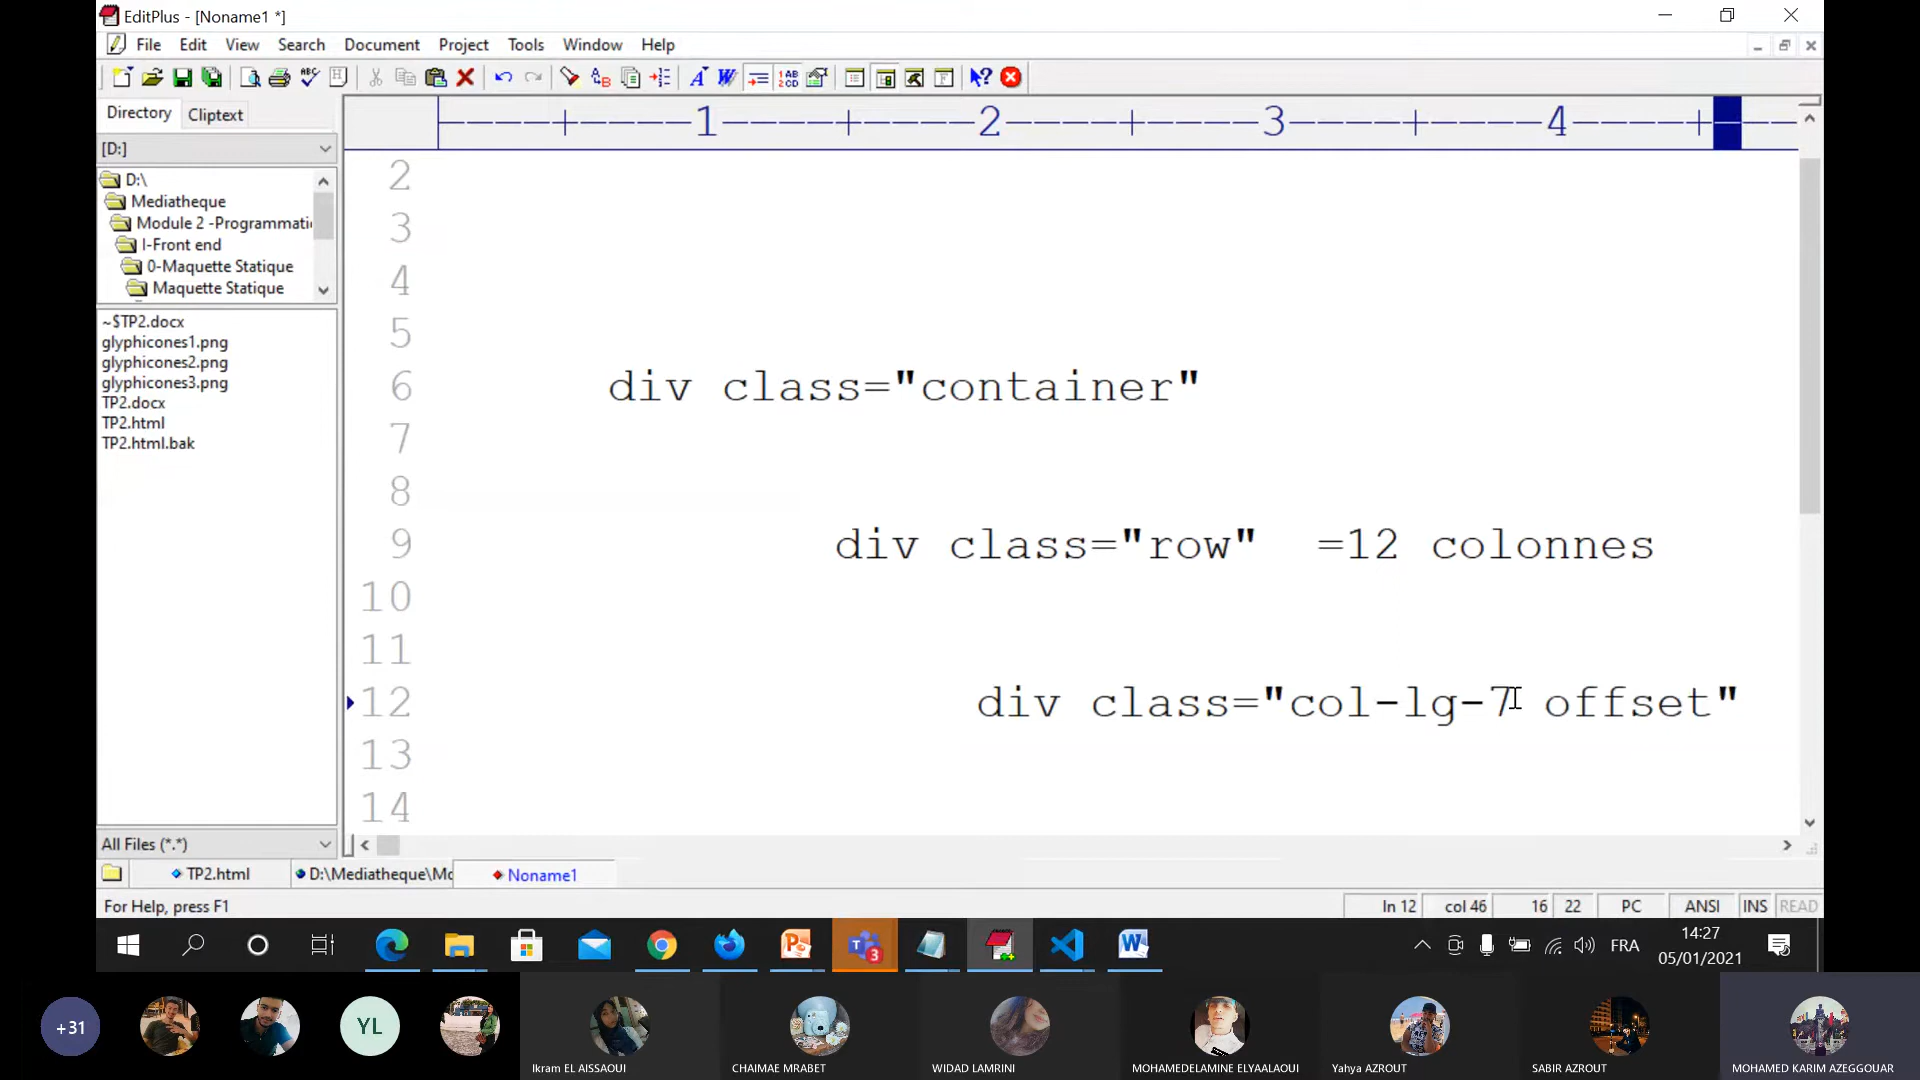 EditPlus - [Noname1 *]
File Edit View Search Document Project Tools Window Help
Directory Cliptext
[D:]
D:\
Mediatheque
Module 2 -Programmati
I-Front end
0-Maquette Statique
Maquette Statique
~$TP2.docx
glyphicones1.png
glyphicones2.png
glyphicones3.png
TP2.docx
TP2.html
TP2.html.bak
All Files (*.*)
----+----1----+----2----+----3----+----4----+----
2
3
4
5
6 div class="container"
7
8
9 div class="row" =12 colonnes
10
11
12 div class="col-lg-7 offset"
13
14
TP2.html D:\Mediatheque\Mo Noname1
For Help, press F1 ln 12 col 46 16 22 PC ANSI INS READ
FRA 14:27
05/01/2021
3
+31 YL
Ikram EL AISSAOUI CHAIMAE MRABET WIDAD LAMRINI MOHAMEDELAMINE ELYAALAOUI Yahya AZROUT SABIR AZROUT MOHAMED KARIM AZEGGOUAR